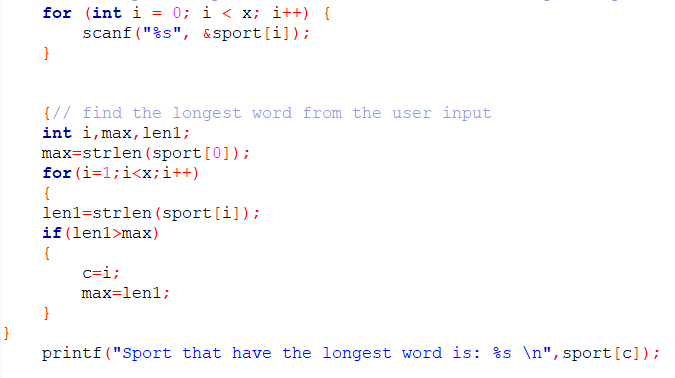 for (int i = 0; i < x; i++) {
scanf("%s", &sport[i]);
}
{// find the longest word from the user input
int i,max,len1;
max=strlen(sport[0]);
for(i=1;i<x;i++)
{
len1=strlen(sport[i]);
if(len1>max)
{
c=i;
max=len1;
}
}
printf("Sport that have the longest word is: %s \n",sport[c]);